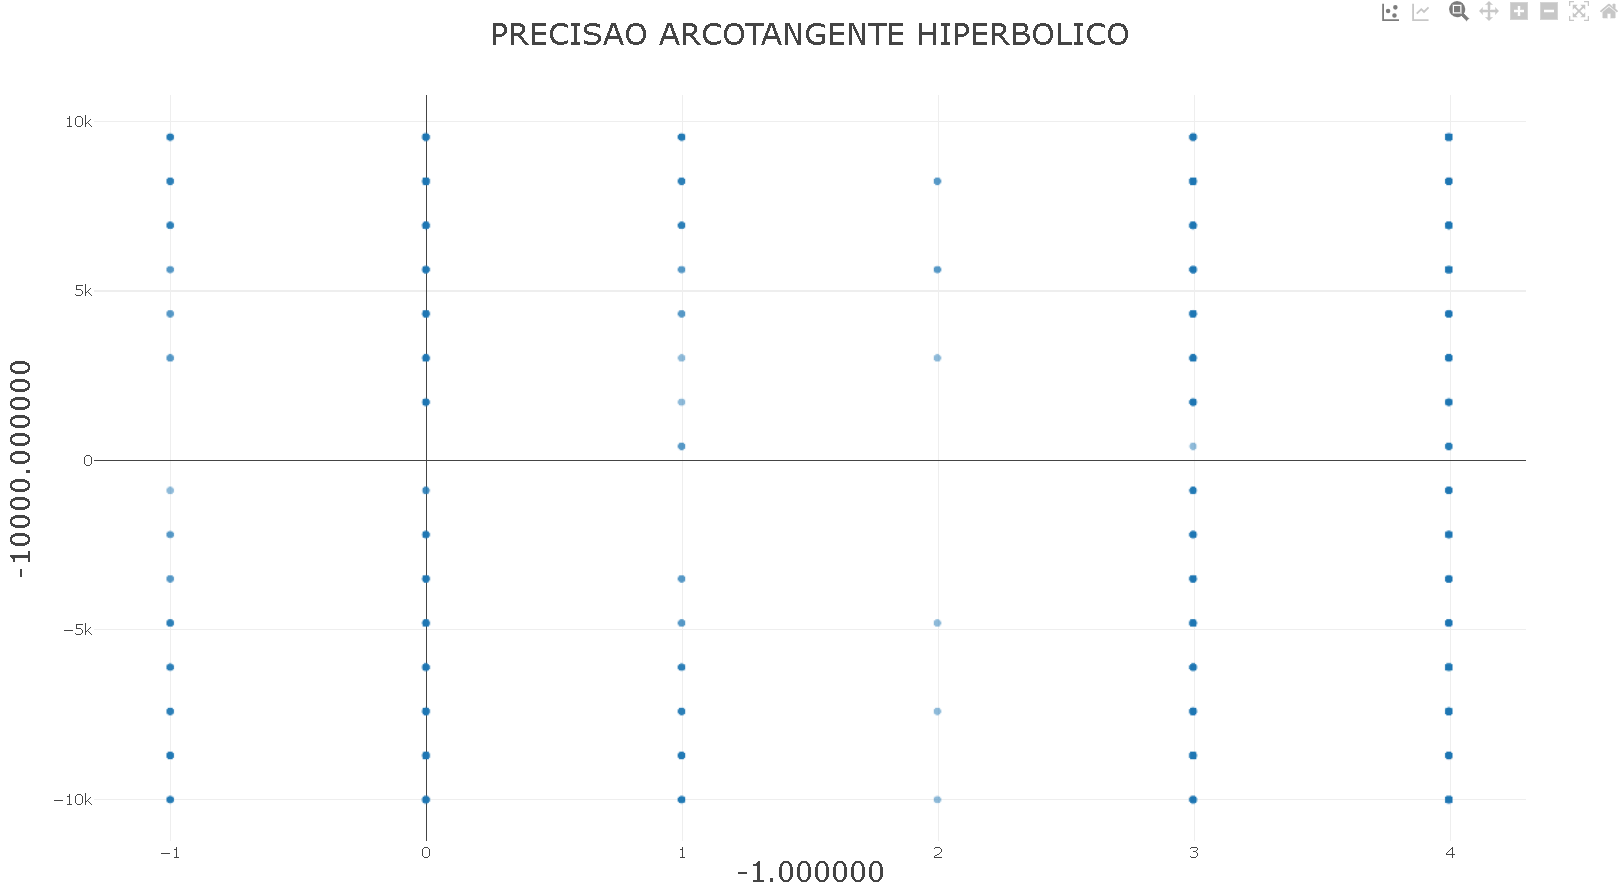 PRECISAO ARCOTANGENTE HIPERBOLICO
10k
5k
0
−5k
−10k
-10000.000000
−1
0
1
2
3
4
-1.000000